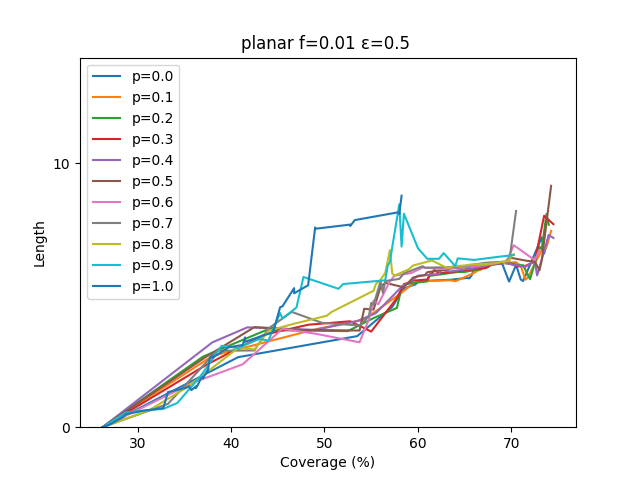 planar f=0.01 ε=0.5
p=0.0
p=0.1
p=0.2
p=0.3
p=0.4
p=0.5
p=0.6
p=0.7
p=0.8
p=0.9
p=1.0
10
0
Length
30 40 50 60 70
Coverage (%)